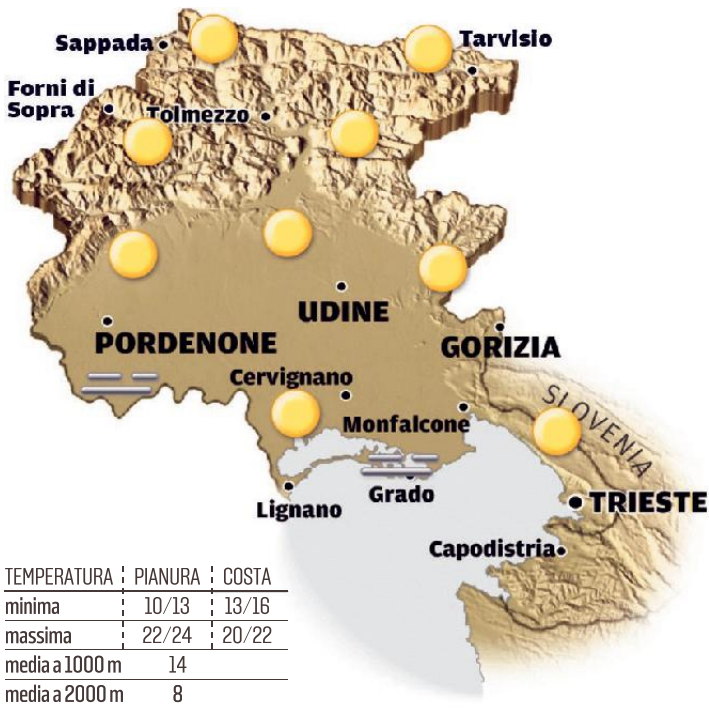 Sappada
Tarvisio
Forni di
Sopra
Tolmezzo
UDINE
PORDENONE
GORIZIA
Cervignano
SLOVENIA
Monfalcone
Grado
Lignano
TRIESTE
Capodistria
TEMPERATURA PIANURA COSTA
minima 10/13 13/16
massima 22/24 20/22
media a 1000 m 14
media a 2000 m 8